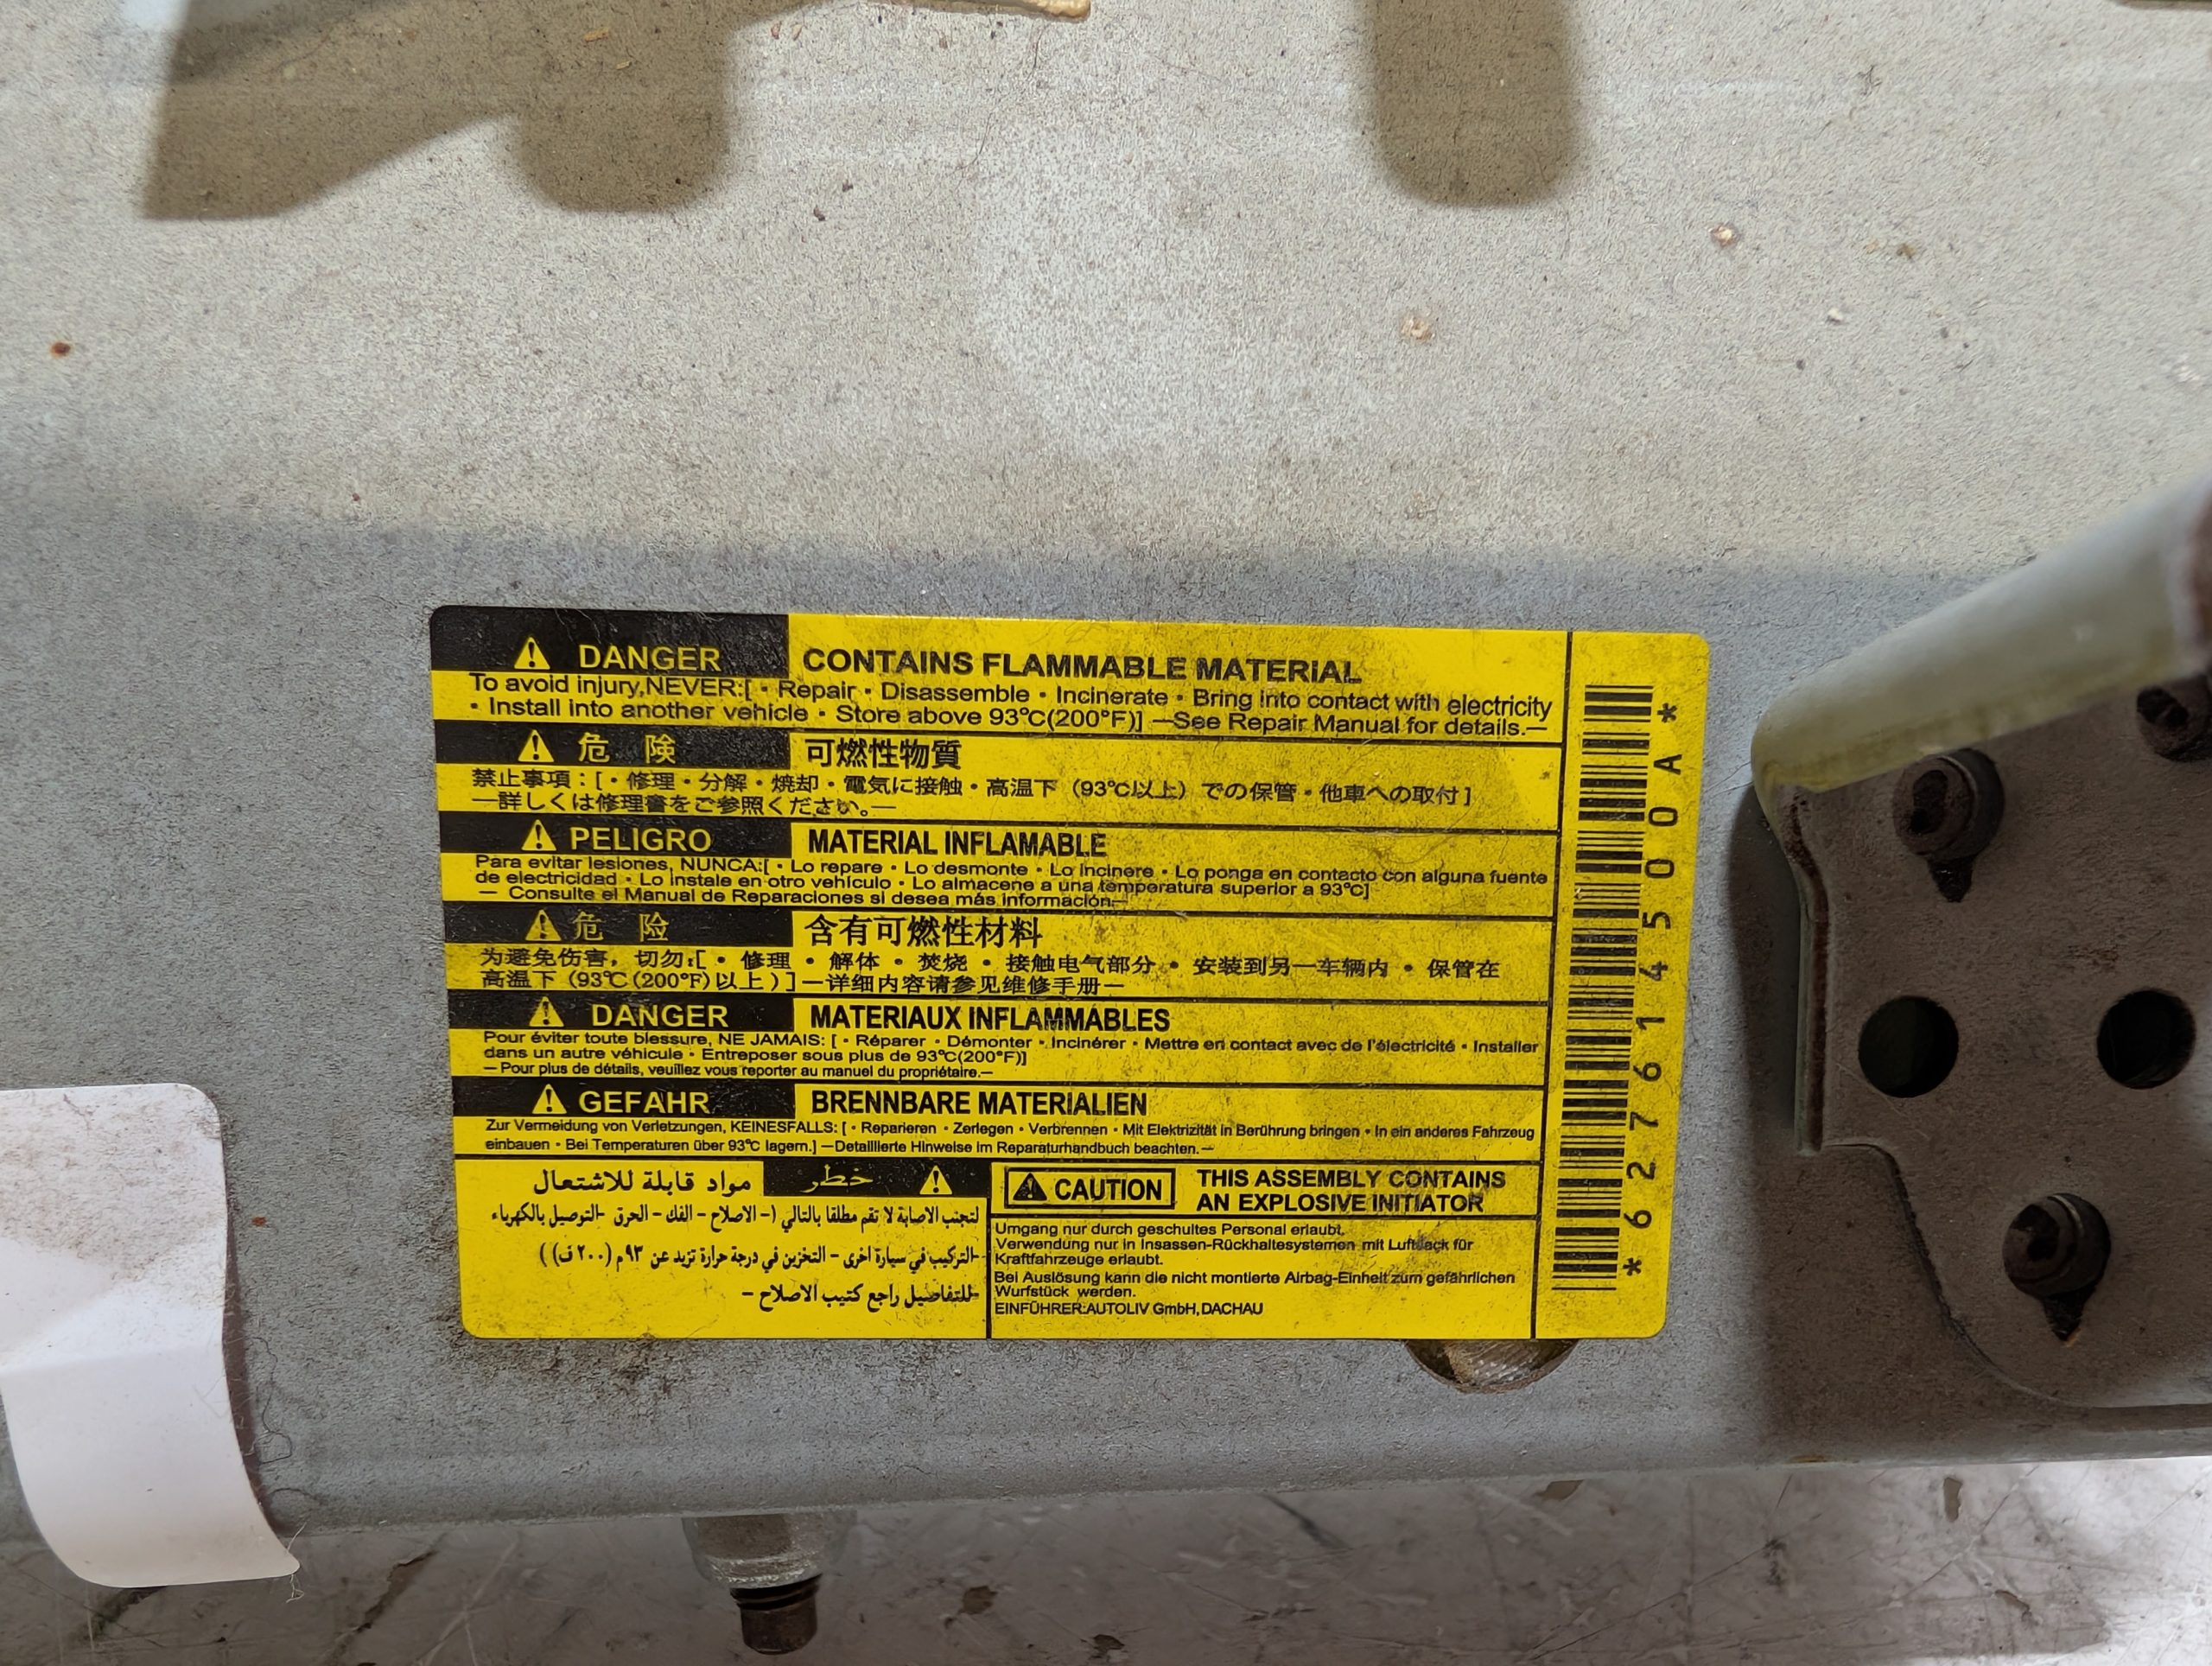 DANGER CONTAINS FLAMMABLE MATERIAL
To avoid injury,NEVER:[ ・ Repair ・ Disassemble ・ Incinerate ・ Bring into contact with electricity
・ Install into another vehicle ・ Store above 93℃(200°F)] —See Repair Manual for details.—
危 険 可燃性物質
禁止事項：[ ・修理・分解・焼却・電気に接触・高温下（93℃以上）での保管・他車への取付 ]
—詳しくは修理書をご参照ください。—
PELIGRO MATERIAL INFLAMABLE
Para evitar lesiones, NUNCA:[ ・ Lo repare ・ Lo desmonte ・ Lo incinere ・ Lo ponga en contacto con alguna fuente
de electricidad ・ Lo instale en otro vehículo ・ Lo almacene a una temperatura superior a 93℃]
— Consulte el Manual de Reparaciones si desea más información—
危 险 含有可燃性材料
为避免伤害，切勿:[ ・ 修理 ・ 解体 ・ 焚烧 ・ 接触电气部分 ・ 安装到另一车辆内 ・ 保管在
高温下 (93℃(200°F)以上 ) ] —详细内容请参见维修手册—
DANGER MATERIAUX INFLAMMABLES
Pour éviter toute blessure, NE JAMAIS: [ ・ Réparer ・ Démonter ・ Incinérer ・ Mettre en contact avec de l'électricité ・ Installer
dans un autre véhicule ・ Entreposer sous plus de 93℃(200°F)]
— Pour plus de détails, veuillez vous reporter au manuel du propriétaire.—
GEFAHR BRENNBARE MATERIALIEN
Zur Vermeidung von Verletzungen, KEINESFALLS: [ ・ Reparieren ・ Zerlegen ・ Verbrennen ・ Mit Elektrizität in Berührung bringen ・ In ein anderes Fahrzeug
einbauen ・ Bei Temperaturen über 93℃ lagern.] —Detaillierte Hinweise im Reparaturhandbuch beachten.—
خطر مواد قابلة للاشتعال
لتجنب الاصابة لا تقم مطلقا بالتالي (- الاصلاح - الفك - الحرق -التوصيل بالكهرباء
-التركيب في سيارة اخرى - التخزين في درجة حرارة تزيد عن ٩٣م (٢٠٠ ف) )
-للتفاصيل راجع كتيب الاصلاح -
CAUTION THIS ASSEMBLY CONTAINS
AN EXPLOSIVE INITIATOR
Umgang nur durch geschultes Personal erlaubt.
Verwendung nur in Insassen-Rückhaltesystemen mit Luftsack für
Kraftfahrzeuge erlaubt.
Bei Auslösung kann die nicht montierte Airbag-Einheit zum gefährlichen
Wurfstück werden.
EINFÜHRER:AUTOLIV GmbH, DACHAU
*627614500A*